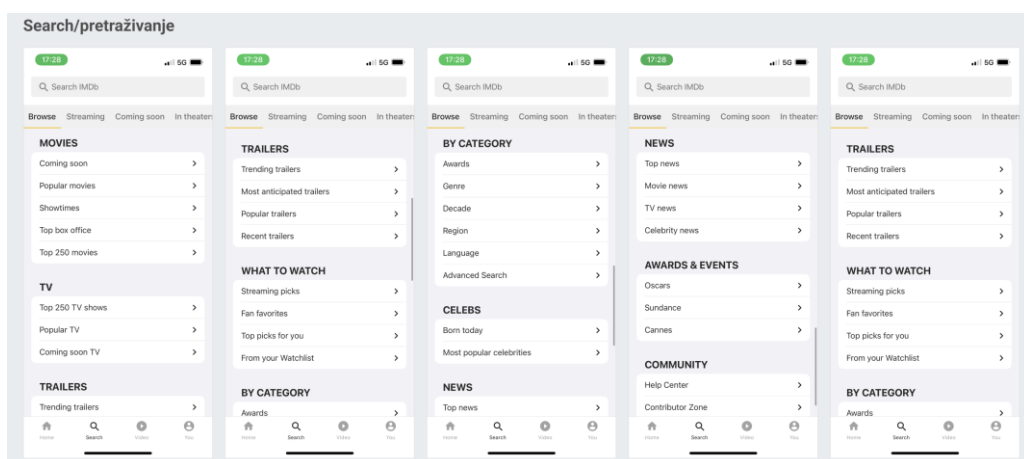 Search/pretraživanje
17:28 5G
Search IMDb
Browse Streaming Coming soon In theaters
MOVIES
Coming soon
Popular movies
Showtimes
Top box office
Top 250 movies
TV
Top 250 TV shows
Popular TV
Coming soon TV
TRAILERS
Trending trailers
Home Search Video You
17:28 5G
Search IMDb
Browse Streaming Coming soon In theaters
TRAILERS
Trending trailers
Most anticipated trailers
Popular trailers
Recent trailers
WHAT TO WATCH
Streaming picks
Fan favorites
Top picks for you
From your Watchlist
BY CATEGORY
Awards
Home Search Video You
17:28 5G
Search IMDb
Browse Streaming Coming soon In theaters
BY CATEGORY
Awards
Genre
Decade
Region
Language
Advanced Search
CELEBS
Born today
Most popular celebrities
NEWS
Top news
Home Search Video You
17:28 5G
Search IMDb
Browse Streaming Coming soon In theaters
NEWS
Top news
Movie news
TV news
Celebrity news
AWARDS & EVENTS
Oscars
Sundance
Cannes
COMMUNITY
Help Center
Contributor Zone
Home Search Video You
17:28 5G
Search IMDb
Browse Streaming Coming soon In theaters
TRAILERS
Trending trailers
Most anticipated trailers
Popular trailers
Recent trailers
WHAT TO WATCH
Streaming picks
Fan favorites
Top picks for you
From your Watchlist
BY CATEGORY
Awards
Home Search Video You